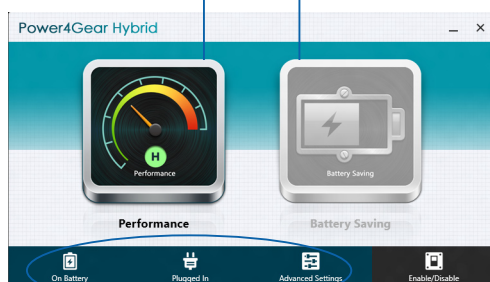 Power4Gear Hybrid
H
Performance
Battery Saving
Performance
Battery Saving
On Battery
Plugged In
Advanced Settings
Enable/Disable